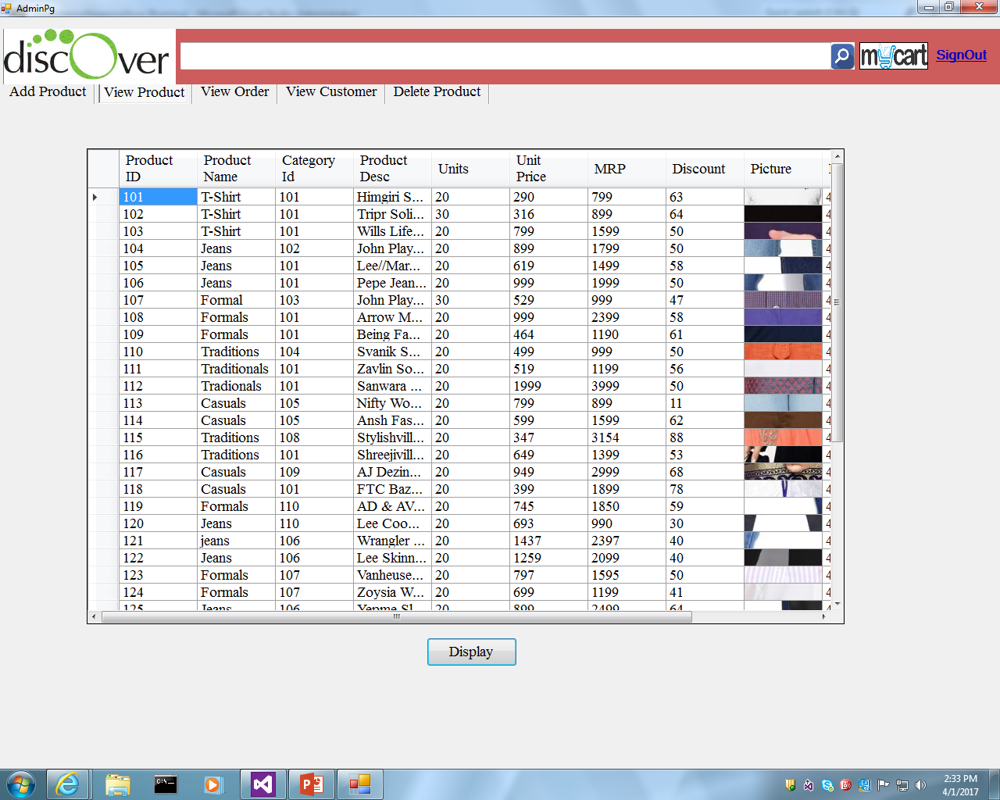 AdminPg
discover
mycart
SignOut
Add Product
View Product
View Order
View Customer
Delete Product
Product ID
Product Name
Category Id
Product Desc
Units
Unit Price
MRP
Discount
Picture
101 T-Shirt 101 Himgiri S... 20 290 799 63 4
102 T-Shirt 101 Tripr Soli... 30 316 899 64 4
103 T-Shirt 101 Wills Life... 20 799 1599 50 4
104 Jeans 102 John Play... 20 899 1799 50 4
105 Jeans 101 Lee//Mar... 20 619 1499 58 4
106 Jeans 101 Pepe Jean... 20 999 1999 50 4
107 Formal 103 John Play... 30 529 999 47 4
108 Formals 101 Arrow M... 20 999 2399 58 4
109 Formals 101 Being Fa... 20 464 1190 61 4
110 Traditions 104 Svanik S... 20 499 999 50 4
111 Traditionals 101 Zavlin So... 20 519 1199 56 4
112 Tradionals 101 Sanwara ... 20 1999 3999 50 4
113 Casuals 105 Nifty Wo... 20 799 899 11 4
114 Casuals 105 Ansh Fas... 20 599 1599 62 4
115 Traditions 108 Stylishvill... 20 347 3154 88 4
116 Traditions 101 Shreejivill... 20 649 1399 53 4
117 Casuals 109 AJ Dezin... 20 949 2999 68 4
118 Casuals 101 FTC Baz... 20 399 1899 78 4
119 Formals 110 AD & AV... 20 745 1850 59 4
120 Jeans 110 Lee Coo... 20 693 990 30 4
121 jeans 106 Wrangler ... 20 1437 2397 40 4
122 Jeans 106 Lee Skinn... 20 1259 2099 40 4
123 Formals 107 Vanheuse... 20 797 1595 50 4
124 Formals 107 Zoysia W... 20 699 1199 41 4
125 Jeans 106 Yepme Sl... 20 899 2499 64 4
Display
2:33 PM
4/1/2017